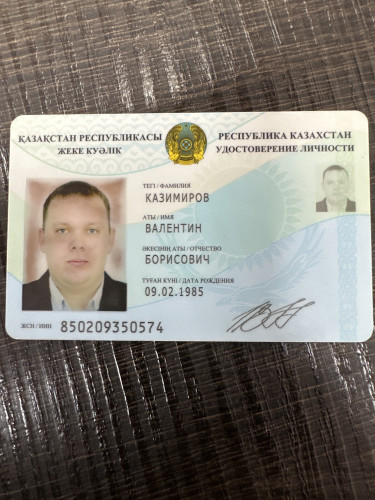 ҚАЗАҚСТАН РЕСПУБЛИКАСЫ
ЖЕКЕ КУӘЛІК
РЕСПУБЛИКА КАЗАХСТАН
УДОСТОВЕРЕНИЕ ЛИЧНОСТИ
ТЕГІ / ФАМИЛИЯ
КАЗИМИРОВ
АТЫ / ИМЯ
ВАЛЕНТИН
ӘКЕСІНІҢ АТЫ / ОТЧЕСТВО
БОРИСОВИЧ
ТУҒАН КҮНІ / ДАТА РОЖДЕНИЯ
09.02.1985
ЖСН / ИИН 850209350574